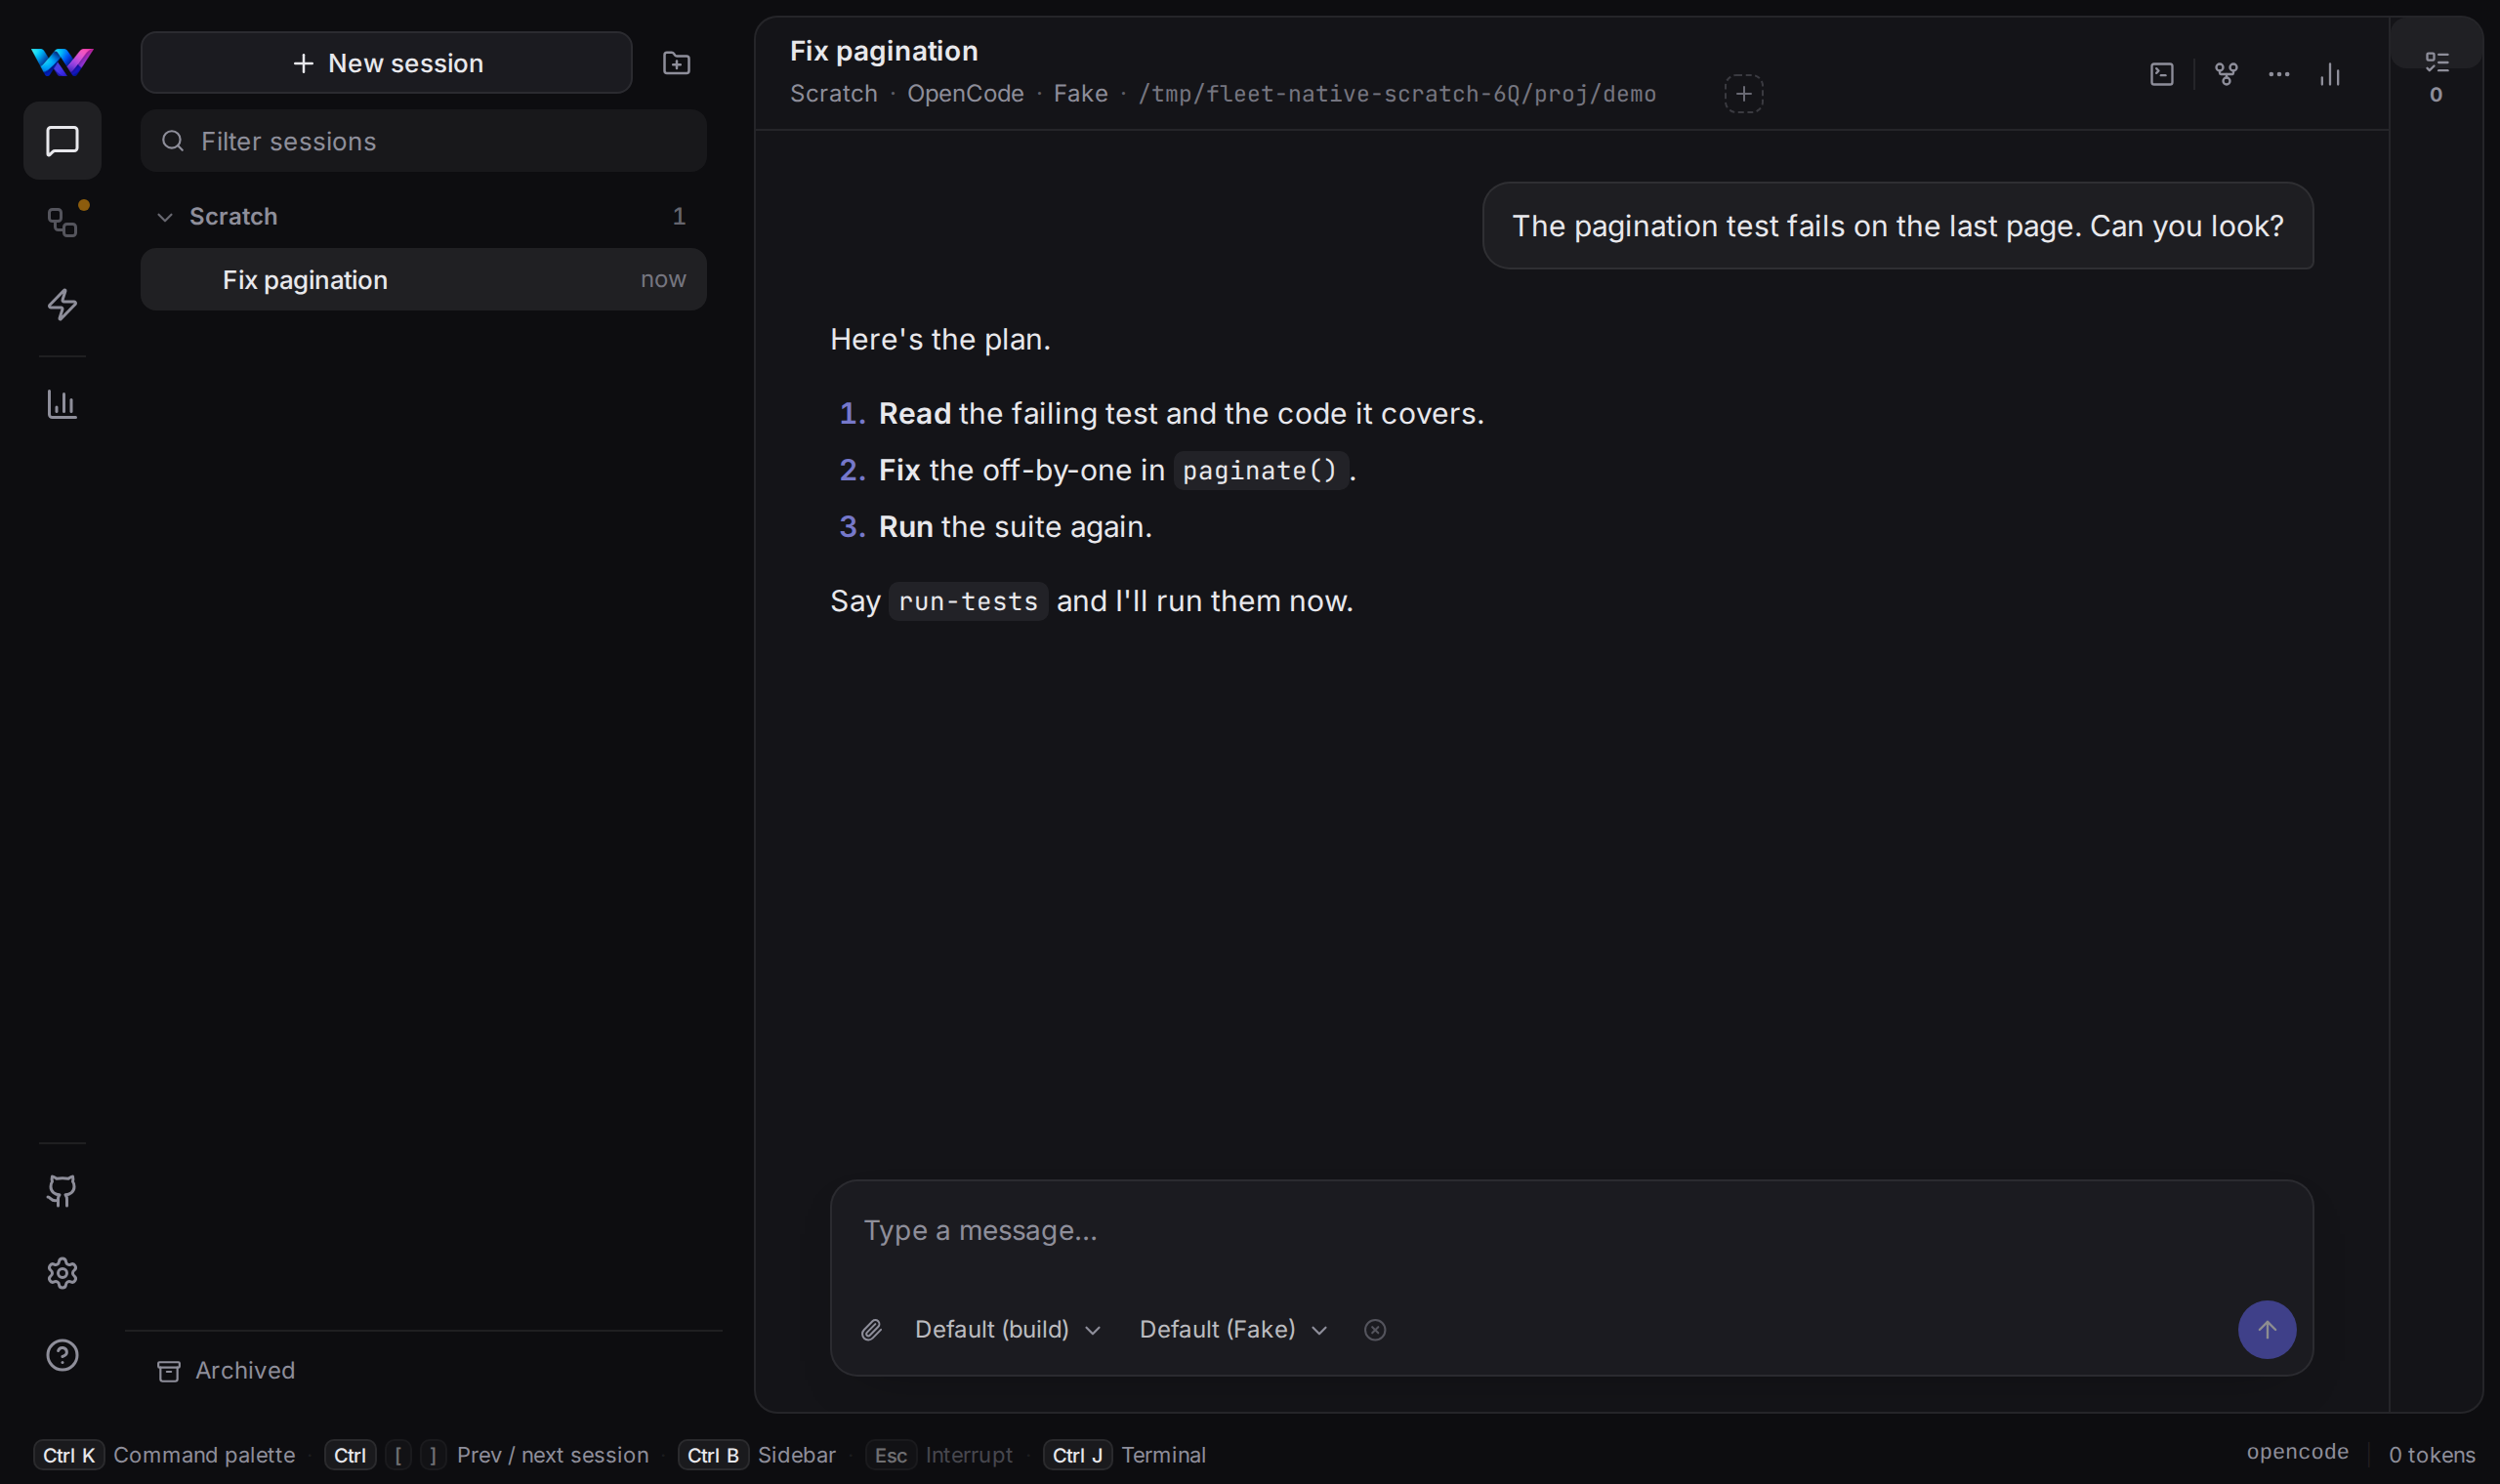 New session
Filter sessions
Scratch 1
Fix pagination now
Archived
Fix pagination
Scratch · OpenCode · Fake · /tmp/fleet-native-scratch-6Q/proj/demo
0
The pagination test fails on the last page. Can you look?
Here's the plan.
1. Read the failing test and the code it covers.
2. Fix the off-by-one in paginate().
3. Run the suite again.
Say run-tests and I'll run them now.
Type a message...
Default (build) Default (Fake)
Ctrl K Command palette · Ctrl [ ] Prev / next session · Ctrl B Sidebar · Esc Interrupt · Ctrl J Terminal
opencode 0 tokens